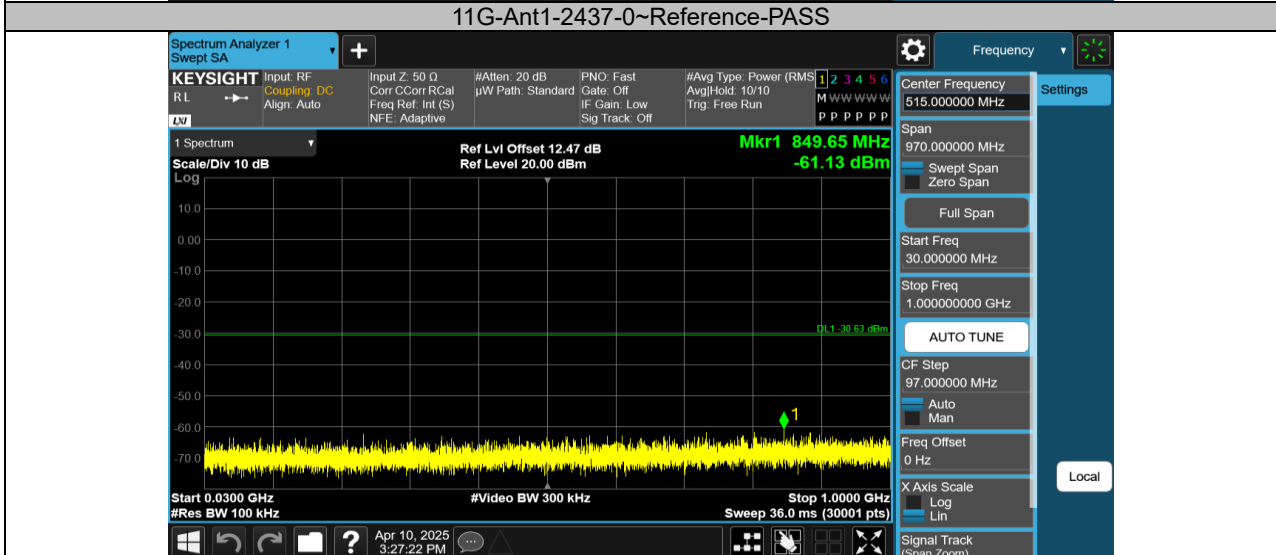 11G-Ant1-2437-0~Reference-PASS
Spectrum Analyzer 1
Swept SA
Frequency
KEYSIGHT
RL
LXI
Input: RF
Coupling: DC
Align: Auto
Input Z: 50 Ω
Corr CCorr RCal
Freq Ref: Int (S)
NFE: Adaptive
#Atten: 20 dB
µW Path: Standard
PNO: Fast
Gate: Off
IF Gain: Low
Sig Track: Off
#Avg Type: Power (RMS
Avg|Hold: 10/10
Trig: Free Run
1 2 3 4 5 6
M W W W W W
P P P P P P
1 Spectrum
Scale/Div 10 dB
Log
Ref Lvl Offset 12.47 dB
Ref Level 20.00 dBm
Mkr1 849.65 MHz
-61.13 dBm
10.0
0.00
-10.0
-20.0
-30.0
DL1 -30.63 dBm
-40.0
-50.0
1
-60.0
-70.0
Start 0.0300 GHz
#Res BW 100 kHz
#Video BW 300 kHz
Stop 1.0000 GHz
Sweep 36.0 ms (30001 pts)
Apr 10, 2025
3:27:22 PM
Center Frequency
515.000000 MHz
Settings
Span
970.000000 MHz
Swept Span
Zero Span
Full Span
Start Freq
30.000000 MHz
Stop Freq
1.000000000 GHz
AUTO TUNE
CF Step
97.000000 MHz
Auto
Man
Freq Offset
0 Hz
Local
X Axis Scale
Log
Lin
Signal Track
(Span Zoom)